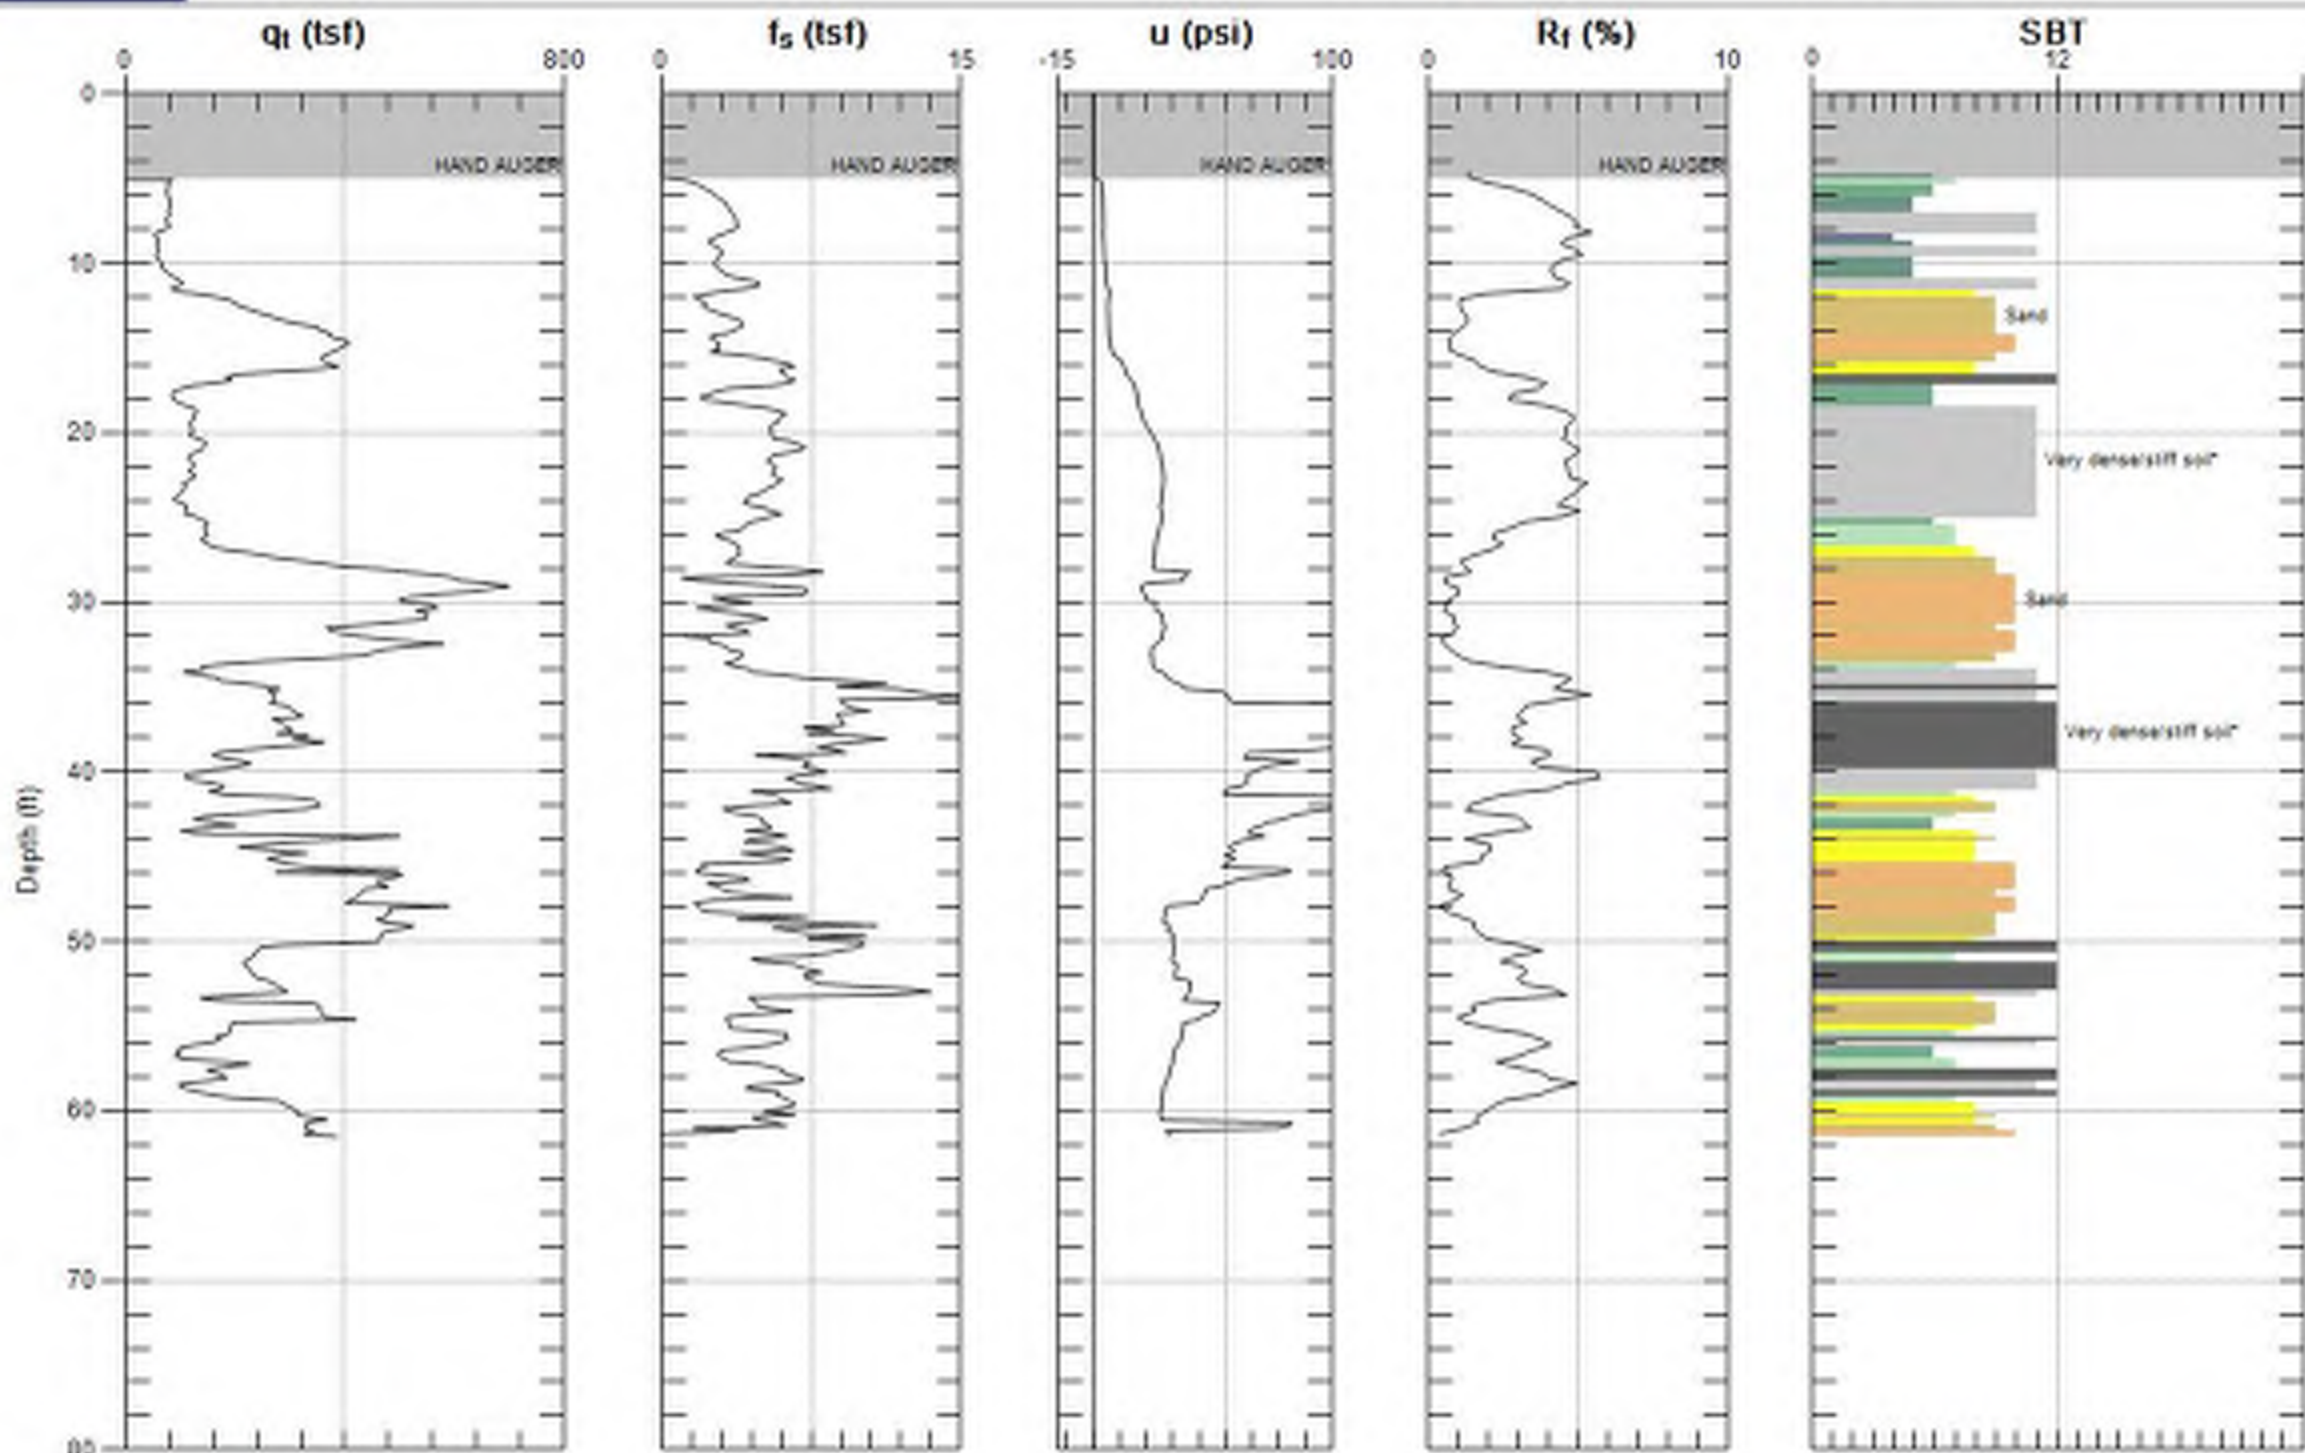 qt (tsf) fs (tsf) u (psi) Rf (%) SBT
0 800 0 15 -15 100 0 10 0 12
0
HAND AUGER HAND AUGER HAND AUGER HAND AUGER
10
Sand
20
Very dense/stiff soil*
30
Sand
Very dense/stiff soil*
40
Depth (ft)
50
60
70
80